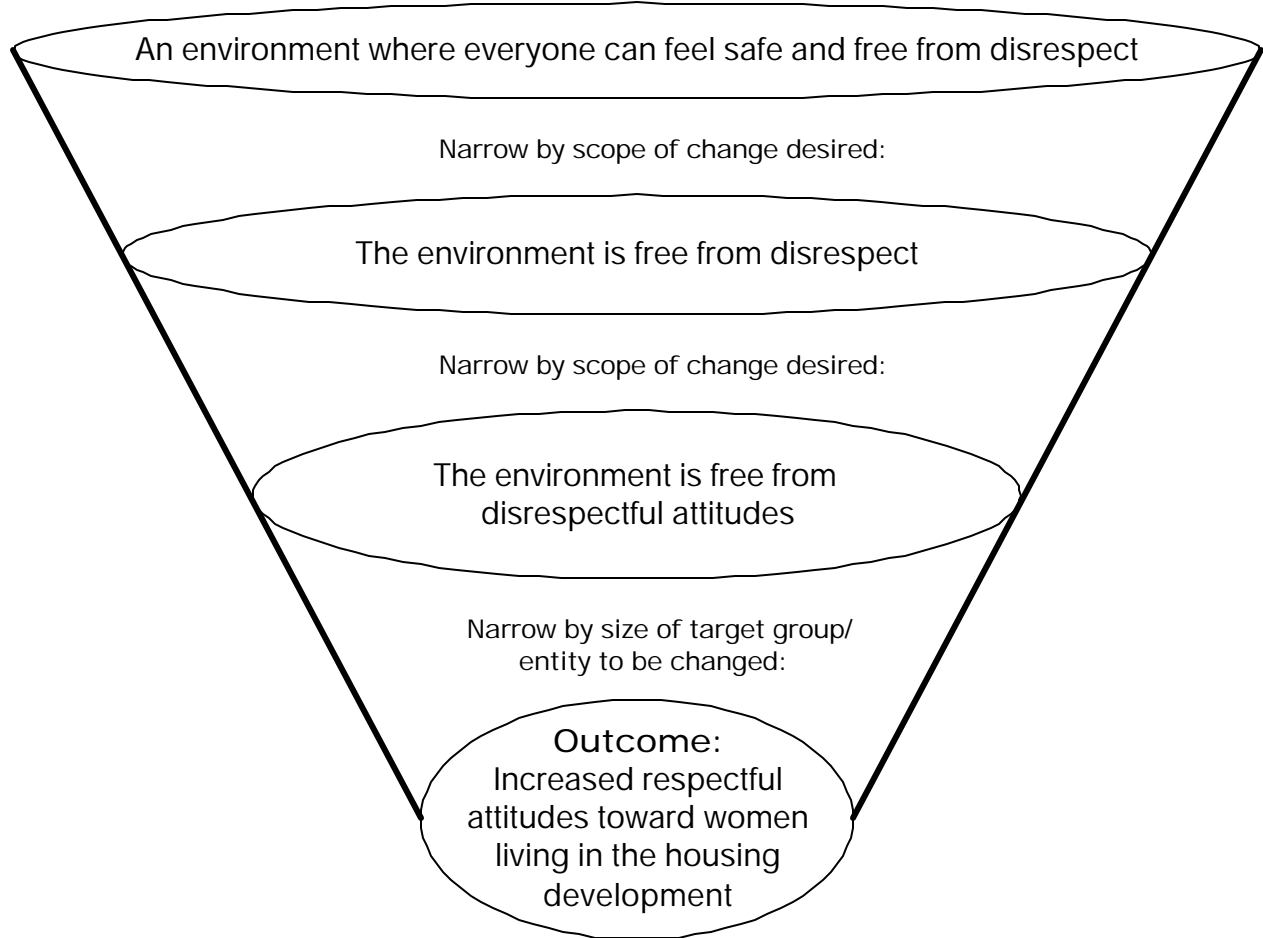 An environment where everyone can feel safe and free from disrespect
Narrow by scope of change desired:
The environment is free from disrespect
Narrow by scope of change desired:
The environment is free from
disrespectful attitudes
Narrow by size of target group/
entity to be changed:
Outcome:
Increased respectful
attitudes toward women
living in the housing
development